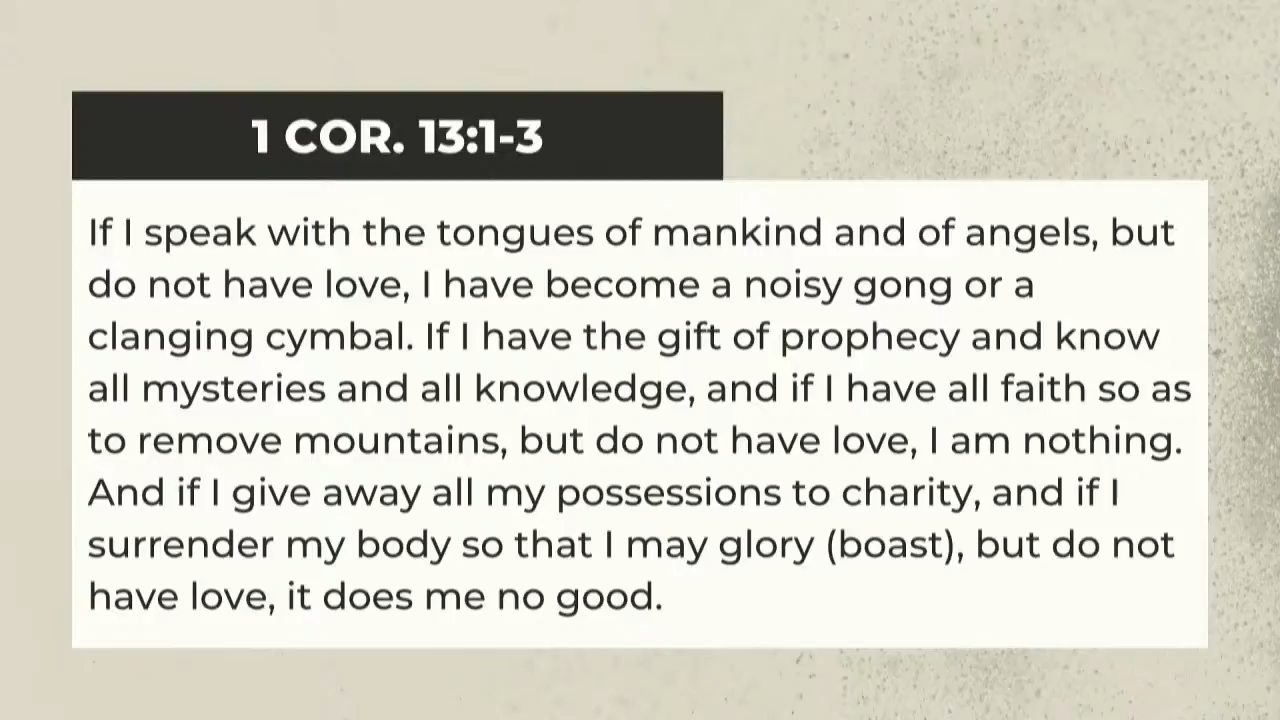 1 COR. 13:1-3
If I speak with the tongues of mankind and of angels, but
do not have love, I have become a noisy gong or a
clanging cymbal. If I have the gift of prophecy and know
all mysteries and all knowledge, and if I have all faith so as
to remove mountains, but do not have love, I am nothing.
And if I give away all my possessions to charity, and if I
surrender my body so that I may glory (boast), but do not
have love, it does me no good.